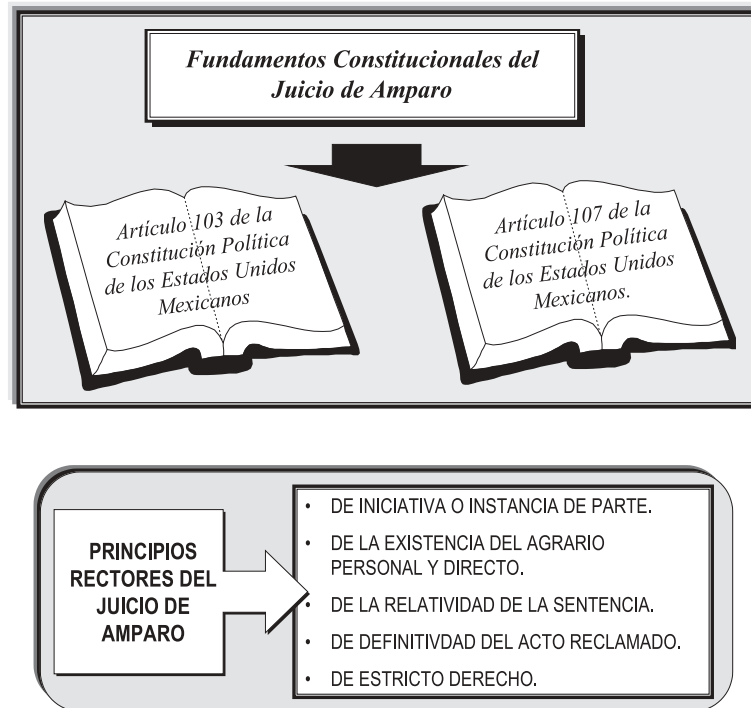 Fundamentos Constitucionales del
Juicio de Amparo
Artículo 103 de la
Constitución Política
de los Estados Unidos
Mexicanos
Artículo 107 de la
Constitución Política
de los Estados Unidos
Mexicanos.
PRINCIPIOS
RECTORES DEL
JUICIO DE
AMPARO
• DE INICIATIVA O INSTANCIA DE PARTE.
• DE LA EXISTENCIA DEL AGRARIO
PERSONAL Y DIRECTO.
• DE LA RELATIVIDAD DE LA SENTENCIA.
• DE DEFINITIVDAD DEL ACTO RECLAMADO.
• DE ESTRICTO DERECHO.